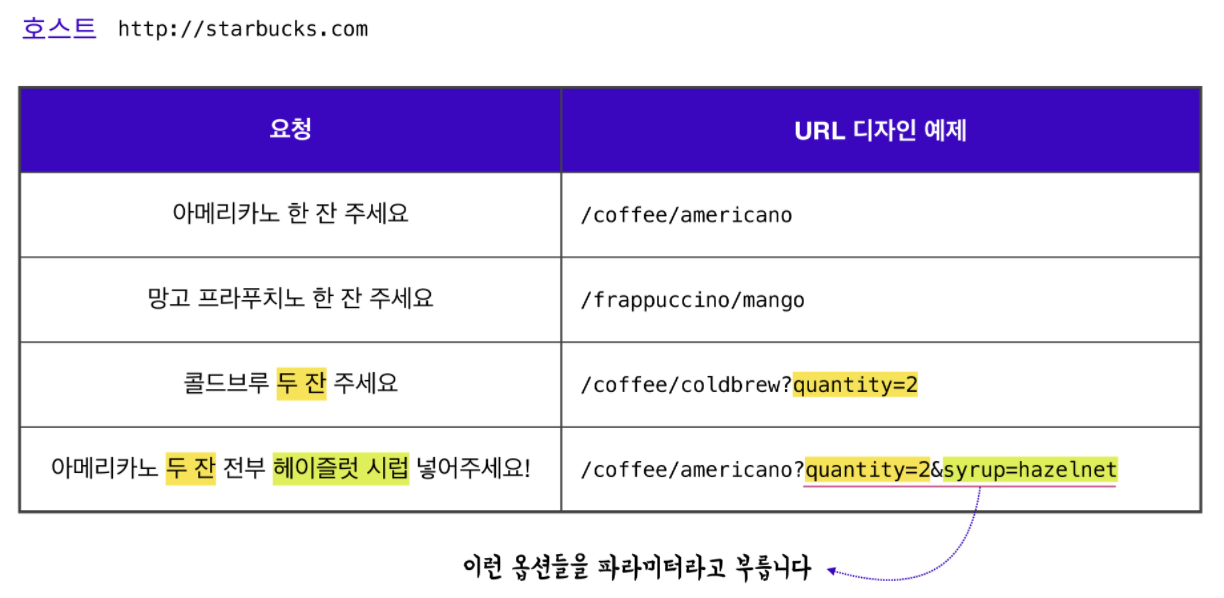 호스트 http://starbucks.com
요청 URL 디자인 예제
아메리카노 한 잔 주세요 /coffee/americano
망고 프라푸치노 한 잔 주세요 /frappuccino/mango
콜드브루 두 잔 주세요 /coffee/coldbrew?quantity=2
아메리카노 두 잔 전부 헤이즐럿 시럽 넣어주세요! /coffee/americano?quantity=2&syrup=hazelnet
이런 옵션들을 파라미터라고 부릅니다